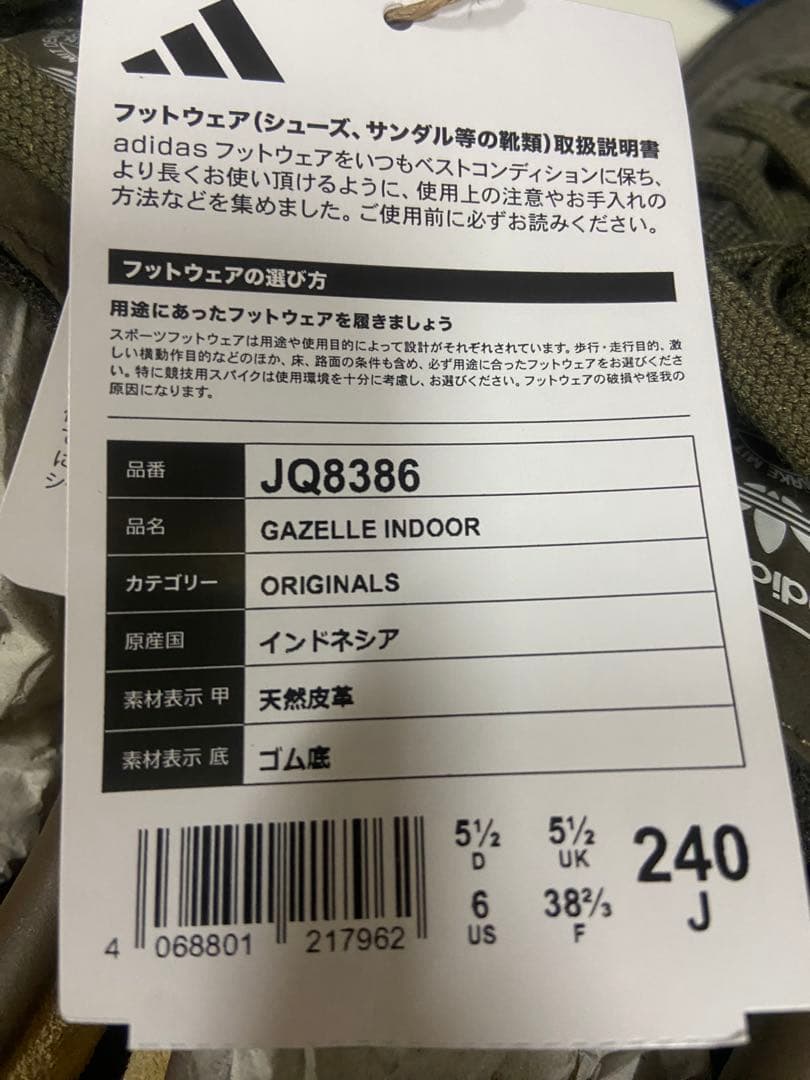 フットウェア(シューズ、サンダル等の靴類)取扱説明書
adidas フットウェアをいつもベストコンディションに保ち、
より長くお使い頂けるように、使用上の注意やお手入れの
方法などを集めました。ご使用前に必ずお読みください。
フットウェアの選び方
用途にあったフットウェアを履きましょう
スポーツフットウェアは用途や使用目的によって設計がそれぞれされています。歩行・走行目的、激
しい横動作目的などのほか、床、路面の条件も含め、必ず用途に合ったフットウェアをお選びくださ
い。特に競技用スパイクは使用環境を十分に考慮し、お選びください。フットウェアの破損や怪我の
原因になります。
品番 JQ8386
品名 GAZELLE INDOOR
カテゴリー ORIGINALS
原産国 インドネシア
素材表示 甲 天然皮革
素材表示 底 ゴム底
5½ 5½ 240
D UK J
6 38⅔
US F
4 068801 217962
adidas